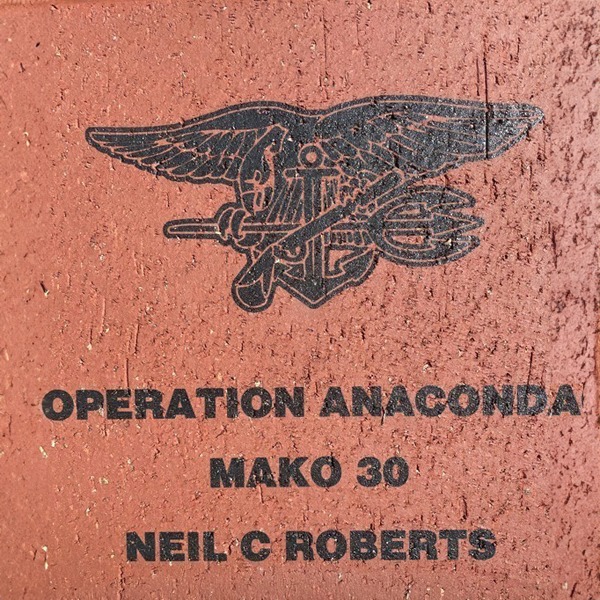 OPERATION ANACONDA
MAKO 30
NEIL C ROBERTS